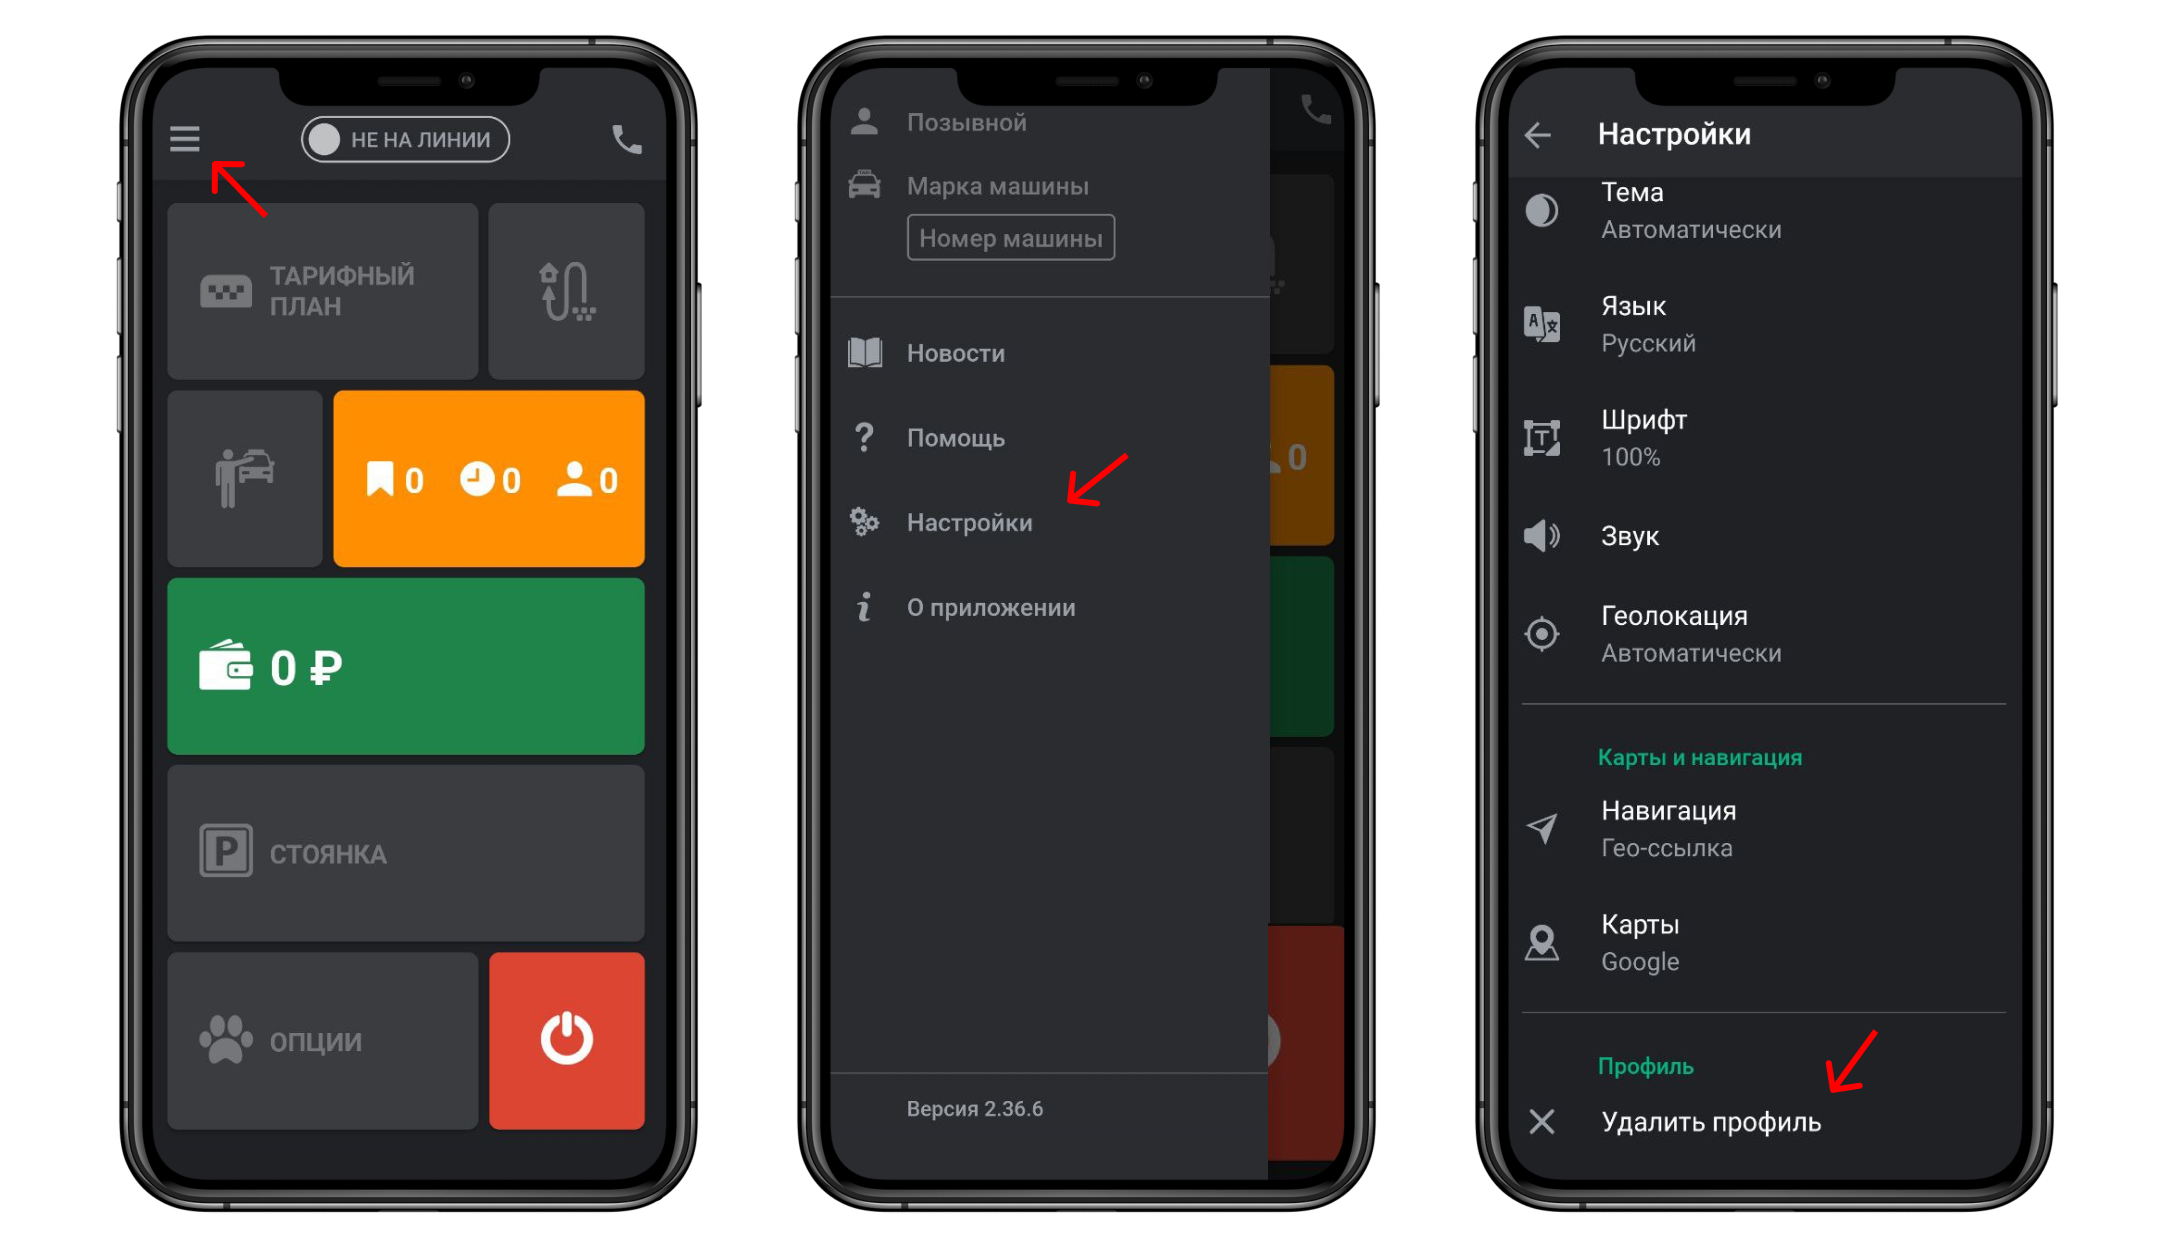 НЕ НА ЛИНИИ
ТАРИФНЫЙ
ПЛАН
0 0 0
0 ₽
P СТОЯНКА
ОПЦИИ
Позывной
Марка машины
Номер машины
0
Новости
? Помощь
Настройки
i О приложении
Версия 2.36.6
Настройки
Тема
Автоматически
Язык
Русский
Шрифт
100%
Звук
Геолокация
Автоматически
Карты и навигация
Навигация
Гео-ссылка
Карты
Google
Профиль
Удалить профиль